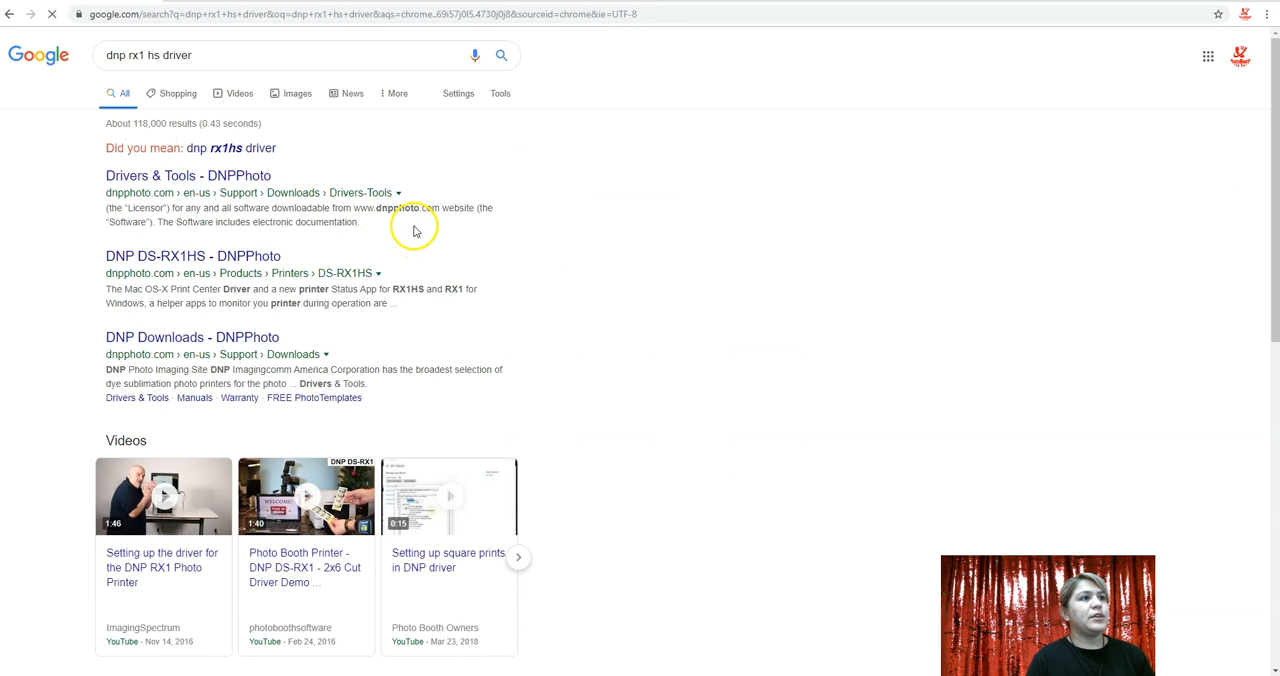 google.com/search?q=dnp+rx1+hs+driver&oq=dnp+rx1+hs+driver&aqs=chrome..69i57j0l5.4730j0j8&sourceid=chrome&ie=UTF-8
Google
dnp rx1 hs driver
All Shopping Videos Images News More Settings Tools
About 118,000 results (0.43 seconds)
Did you mean: dnp rx1hs driver
Drivers & Tools - DNPPhoto
dnpphoto.com › en-us › Support › Downloads › Drivers-Tools
(the “Licensor”) for any and all software downloadable from www.dnpphoto.com website (the
“Software”). The Software includes electronic documentation.
DNP DS-RX1HS - DNPPhoto
dnpphoto.com › en-us › Products › Printers › DS-RX1HS
The Mac OS-X Print Center Driver and a new printer Status App for RX1HS and RX1 for
Windows, a helper apps to monitor you printer during operation are ...
DNP Downloads - DNPPhoto
dnpphoto.com › en-us › Support › Downloads
DNP Photo Imaging Site DNP Imagingcomm America Corporation has the broadest selection of
dye sublimation photo printers for the photo ... Drivers & Tools.
Drivers & Tools · Manuals · Warranty · FREE PhotoTemplates
Videos
DNP DS-RX1
WELCOME!
1:46
1:40
0:15
Setting up the driver for
the DNP RX1 Photo
Printer
ImagingSpectrum
YouTube - Nov 14, 2016
Photo Booth Printer -
DNP DS-RX1 - 2x6 Cut
Driver Demo ...
photoboothsoftware
YouTube - Feb 24, 2016
Setting up square prints
in DNP driver
Photo Booth Owners
YouTube - Mar 23, 2018